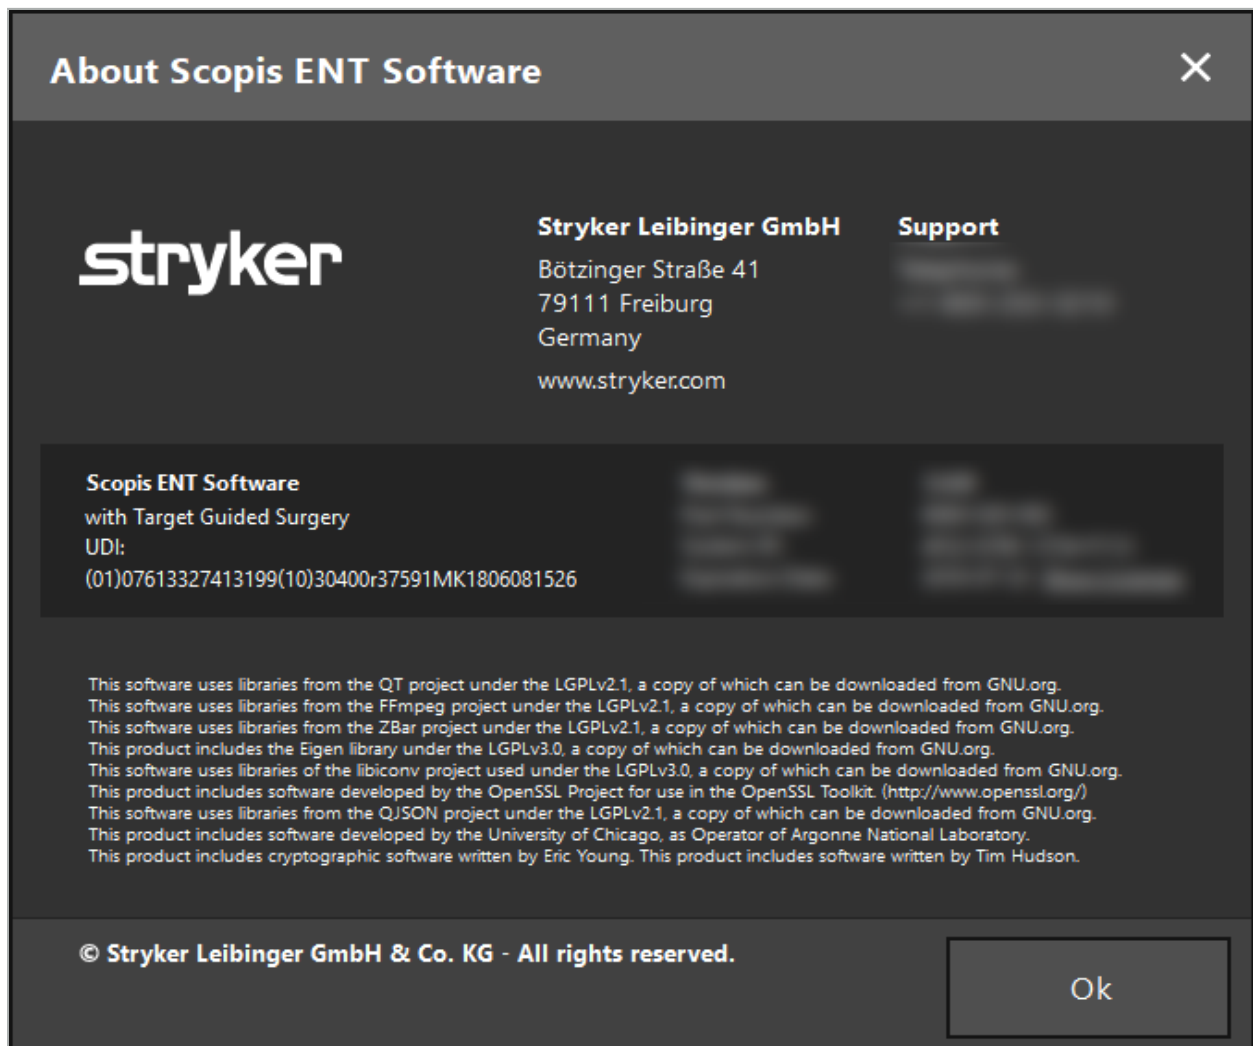 About Scopis ENT Software
stryker
Stryker Leibinger GmbH
Bötzinger Straße 41
79111 Freiburg
Germany
www.stryker.com
Support
Scopis ENT Software
with Target Guided Surgery
UDI:
(01)07613327413199(10)30400r37591MK1806081526
This software uses libraries from the QT project under the LGPLv2.1, a copy of which can be downloaded from GNU.org.
This software uses libraries from the FFmpeg project under the LGPLv2.1, a copy of which can be downloaded from GNU.org.
This software uses libraries from the ZBar project under the LGPLv2.1, a copy of which can be downloaded from GNU.org.
This product includes the Eigen library under the LGPLv3.0, a copy of which can be downloaded from GNU.org.
This software uses libraries of the libiconv project used under the LGPLv3.0, a copy of which can be downloaded from GNU.org.
This product includes software developed by the OpenSSL Project for use in the OpenSSL Toolkit. (http://www.openssl.org/)
This software uses libraries from the QJSON project under the LGPLv2.1, a copy of which can be downloaded from GNU.org.
This product includes software developed by the University of Chicago, as Operator of Argonne National Laboratory.
This product includes cryptographic software written by Eric Young. This product includes software written by Tim Hudson.
© Stryker Leibinger GmbH & Co. KG - All rights reserved.
Ok